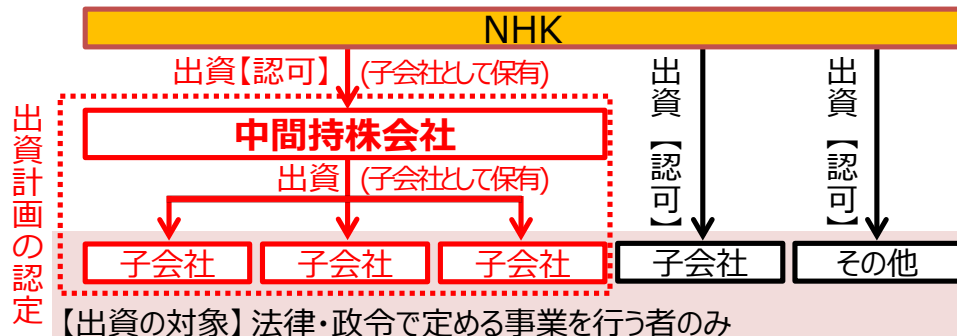 NHK
出資【認可】 (子会社として保有)
出資【認可】
出資【認可】
出資計画の認定
中間持株会社
出資 (子会社として保有)
子会社
子会社
子会社
子会社
その他
【出資の対象】法律・政令で定める事業を行う者のみ